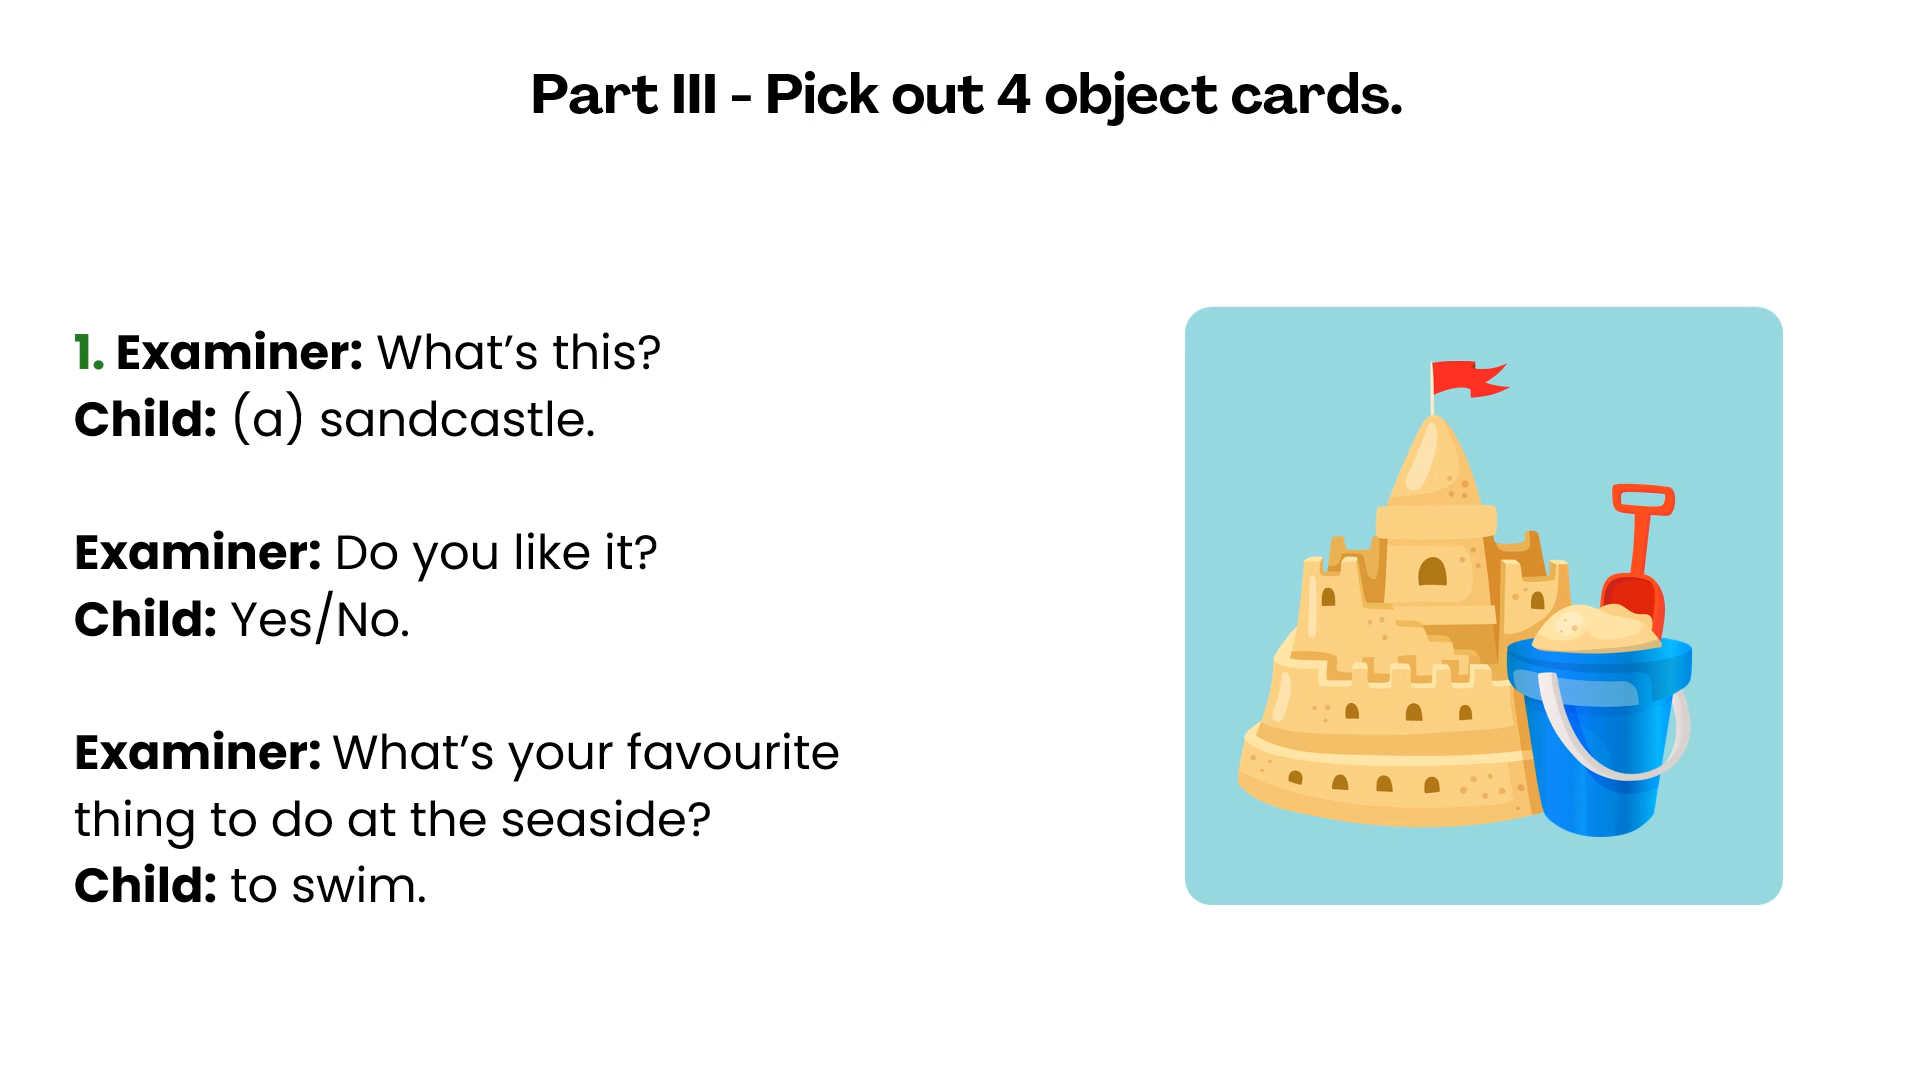 Part III - Pick out 4 object cards.
1. Examiner: What’s this?
Child: (a) sandcastle.
Examiner: Do you like it?
Child: Yes/No.
Examiner: What’s your favourite
thing to do at the seaside?
Child: to swim.